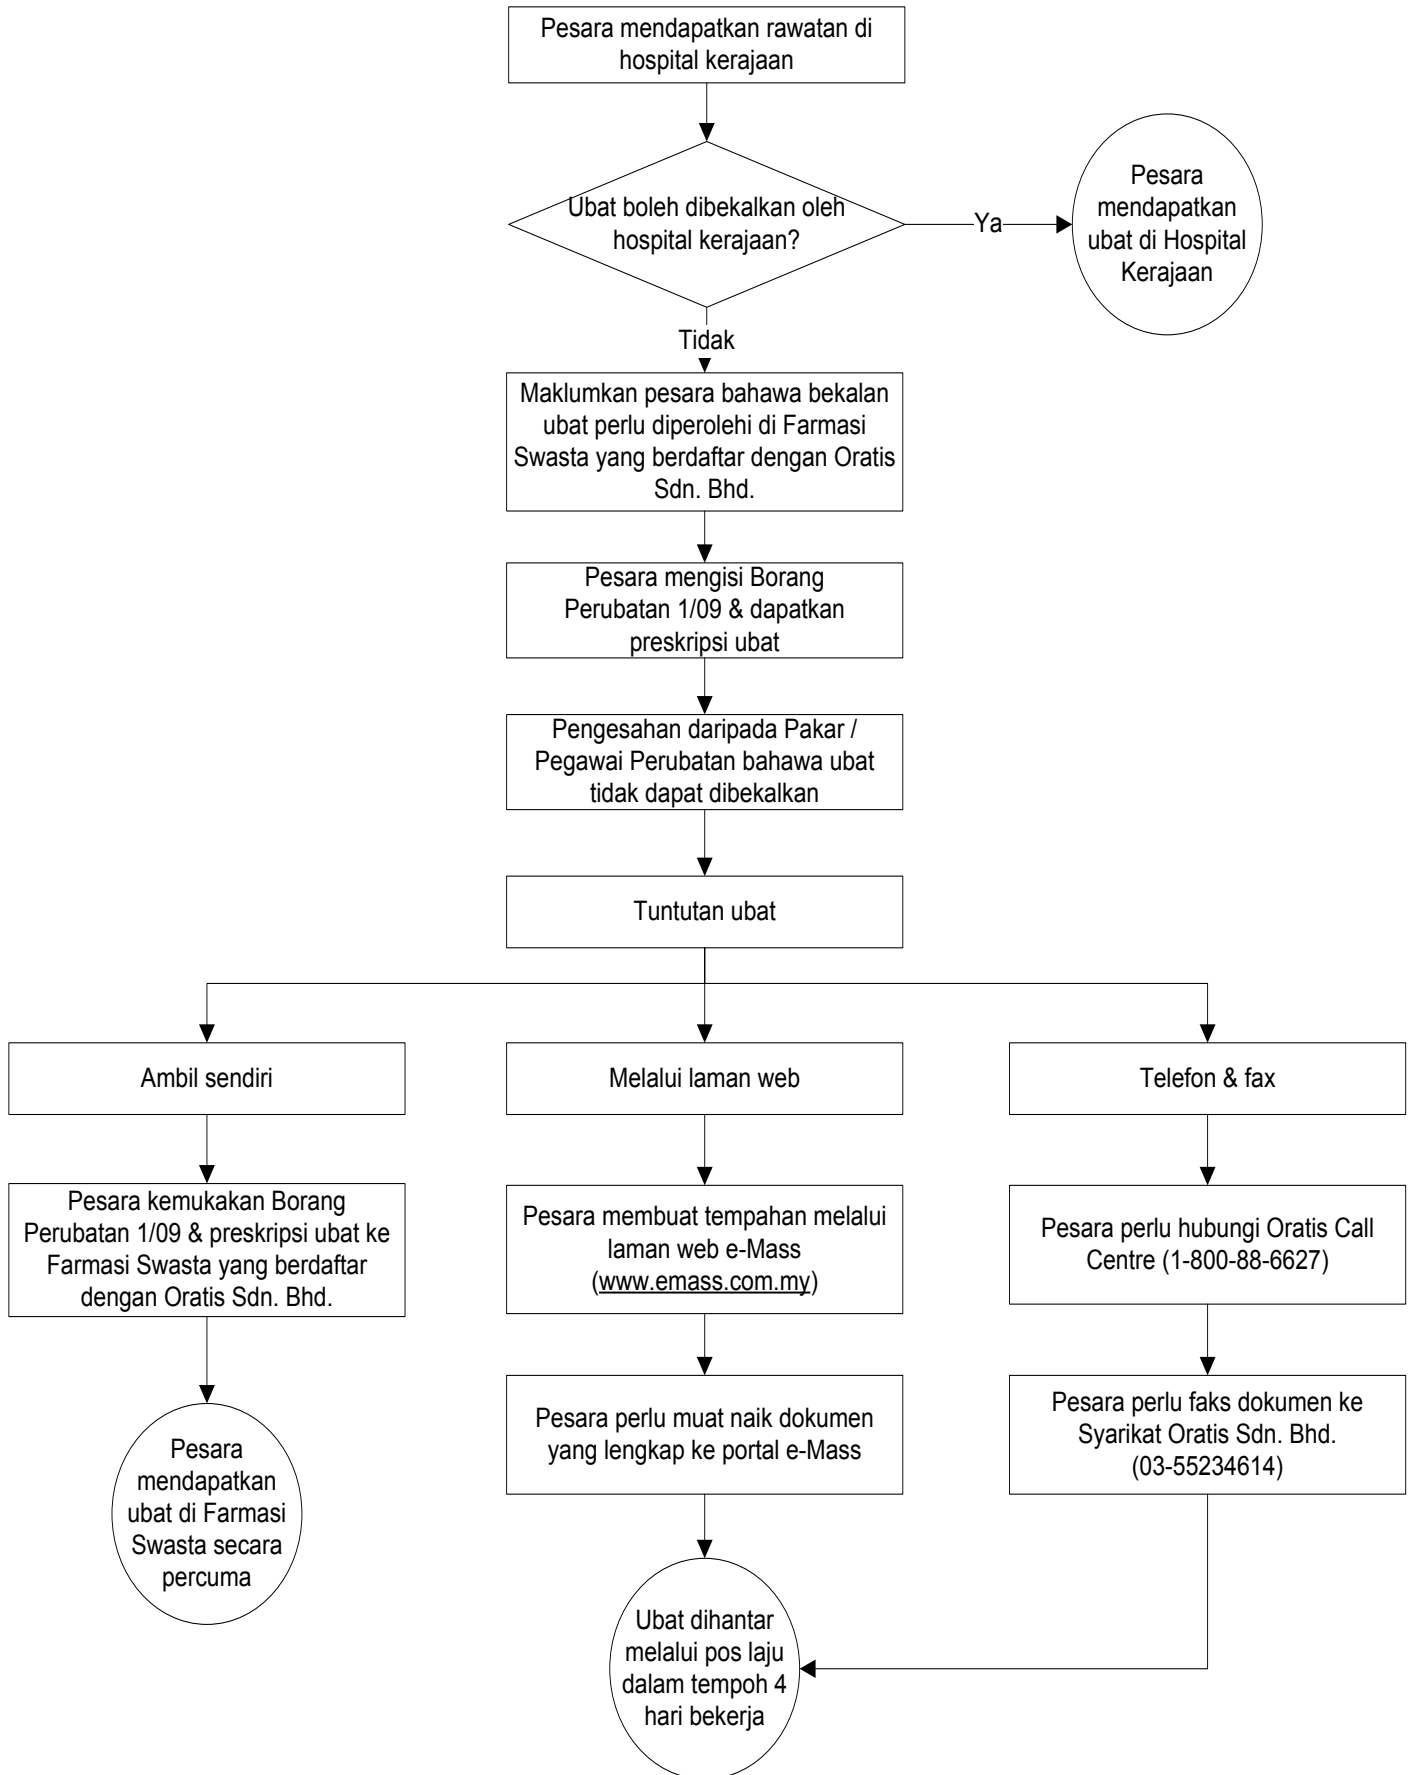 Pesara mendapatkan rawatan di
hospital kerajaan
Ubat boleh dibekalkan oleh
hospital kerajaan?
Ya
Pesara
mendapatkan
ubat di Hospital
Kerajaan
Tidak
Maklumkan pesara bahawa bekalan
ubat perlu diperolehi di Farmasi
Swasta yang berdaftar dengan Oratis
Sdn. Bhd.
Pesara mengisi Borang
Perubatan 1/09 & dapatkan
preskripsi ubat
Pengesahan daripada Pakar /
Pegawai Perubatan bahawa ubat
tidak dapat dibekalkan
Tuntutan ubat
Ambil sendiri
Pesara kemukakan Borang
Perubatan 1/09 & preskripsi ubat ke
Farmasi Swasta yang berdaftar
dengan Oratis Sdn. Bhd.
Pesara
mendapatkan
ubat di Farmasi
Swasta secara
percuma
Melalui laman web
Pesara membuat tempahan melalui
laman web e-Mass
(www.emass.com.my)
Pesara perlu muat naik dokumen
yang lengkap ke portal e-Mass
Telefon & fax
Pesara perlu hubungi Oratis Call
Centre (1-800-88-6627)
Pesara perlu faks dokumen ke
Syarikat Oratis Sdn. Bhd.
(03-55234614)
Ubat dihantar
melalui pos laju
dalam tempoh 4
hari bekerja